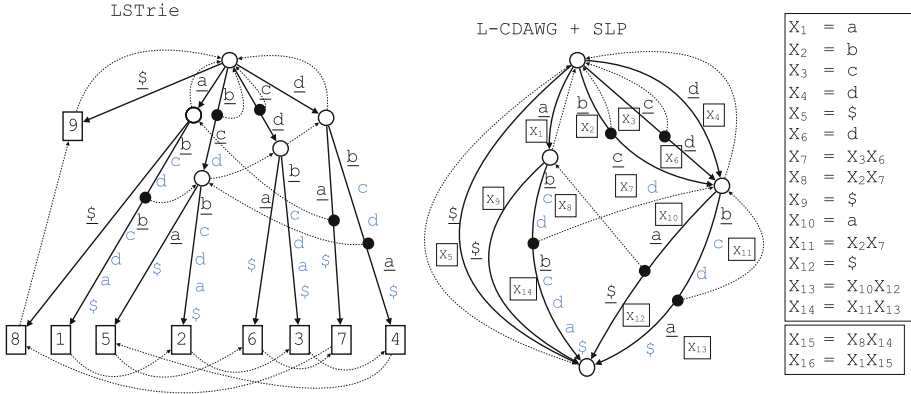 LSTrie
L-CDAWG + SLP
$ a b c d
9
b c d d b
c d b
$ b c d b a c
c a b a c d
d c d a $ d
a d a $ a
$ $ a $ $ $
8 1 5 2 6 3 7 4
a b c d
X1 X2 X3 X4
d
X6
c d
X7
b c d
X8
$ X5
$ X9
b c d a $
X14
a X10
b c d
X11
$ X12
a $
X13
X1 = a
X2 = b
X3 = c
X4 = d
X5 = $
X6 = d
X7 = X3X6
X8 = X2X7
X9 = $
X10 = a
X11 = X2X7
X12 = $
X13 = X10X12
X14 = X11X13
X15 = X8X14
X16 = X1X15